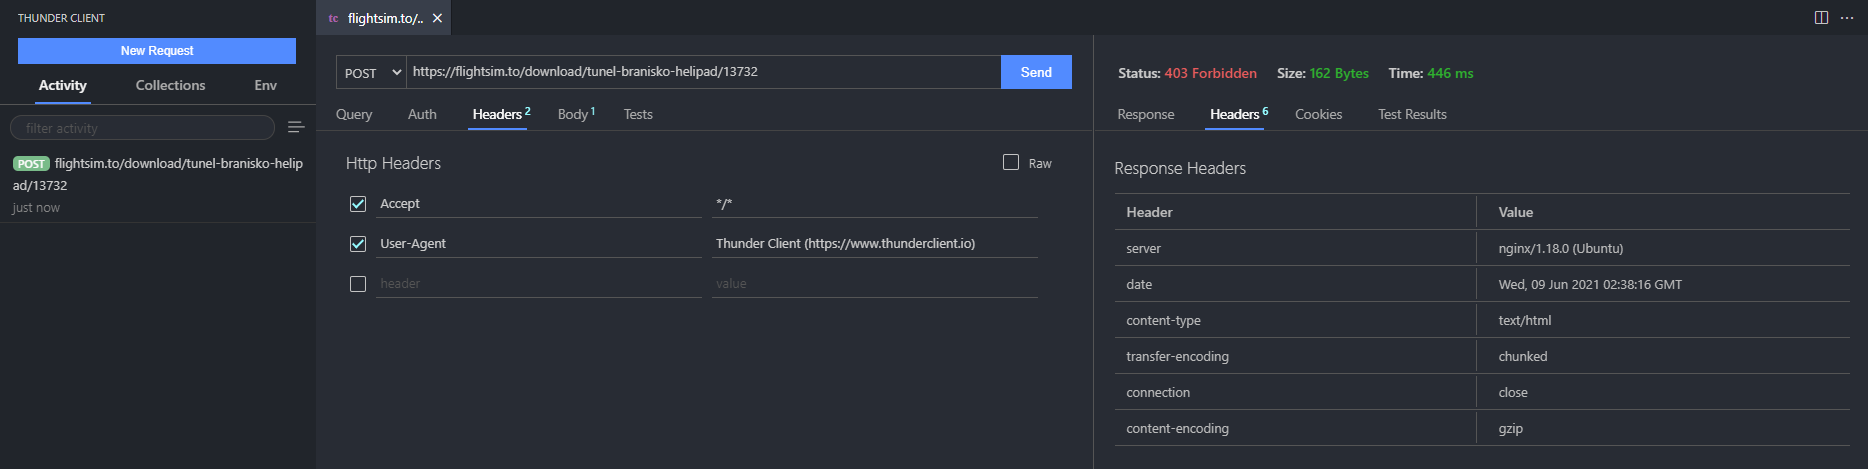 THUNDER CLIENT
New Request
Activity Collections Env
filter activity
POST flightsim.to/download/tunel-branisko-helip
ad/13732
just now
tc flightsim.to/..
POST https://flightsim.to/download/tunel-branisko-helipad/13732 Send
Query Auth Headers 2 Body 1 Tests
Http Headers Raw
Accept */*
User-Agent Thunder Client (https://www.thunderclient.io)
header value
Status: 403 Forbidden Size: 162 Bytes Time: 446 ms
Response Headers 6 Cookies Test Results
Response Headers
Header Value
server nginx/1.18.0 (Ubuntu)
date Wed, 09 Jun 2021 02:38:16 GMT
content-type text/html
transfer-encoding chunked
connection close
content-encoding gzip